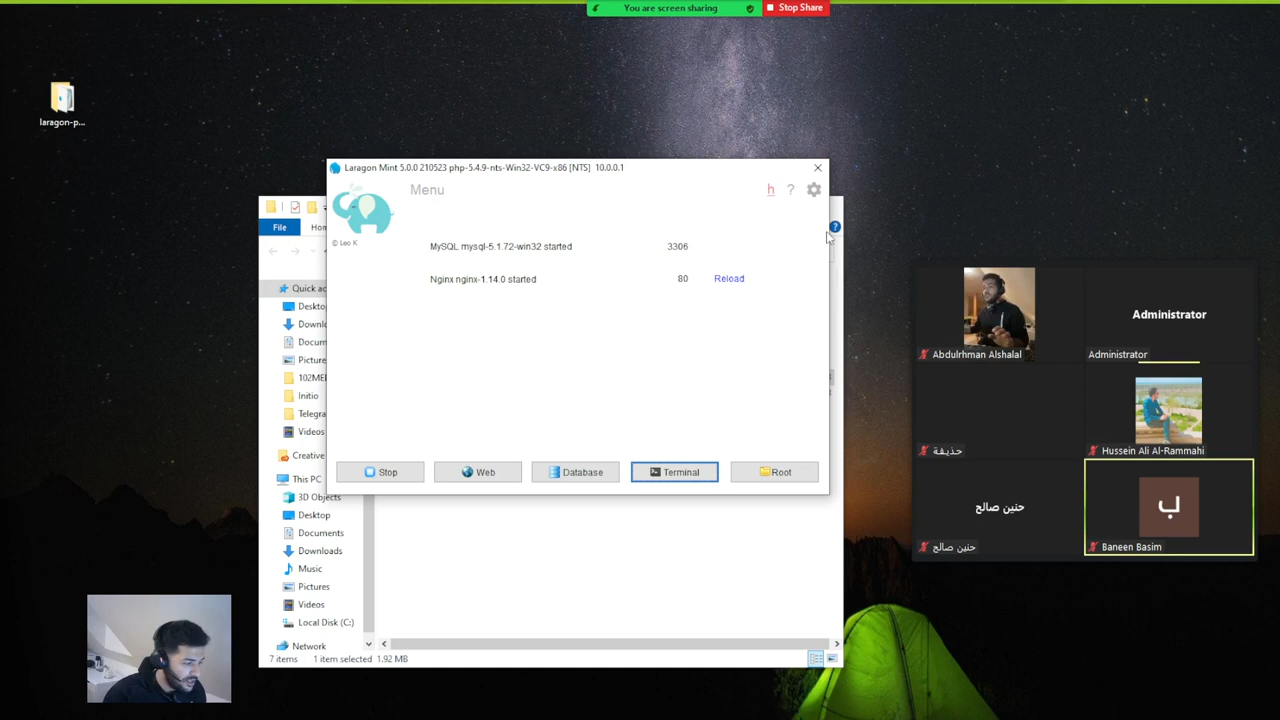 You are screen sharing
Stop Share
laragon-p...
Laragon Mint 5.0.0 210523 php-5.4.9-nts-Win32-VC9-x86 [NTS] 10.0.0.1
Menu
h
?
© Leo K
MySQL mysql-5.1.72-win32 started
3306
Nginx nginx-1.14.0 started
80
Reload
Stop
Web
Database
Terminal
Root
File
Hom
?
Quick ac
Deskto
Downlo
Docum
Picture
102MED
Initio
Telegra
Videos
Creative
This PC
3D Objects
Desktop
Documents
Downloads
Music
Pictures
Videos
Local Disk (C:)
Network
7 items
1 item selected
1.92 MB
Abdulrhman Alshalal
Administrator
Administrator
حذيفة
Hussein Ali Al-Rammahi
حنين صالح
حنين صالح
ب
Baneen Basim